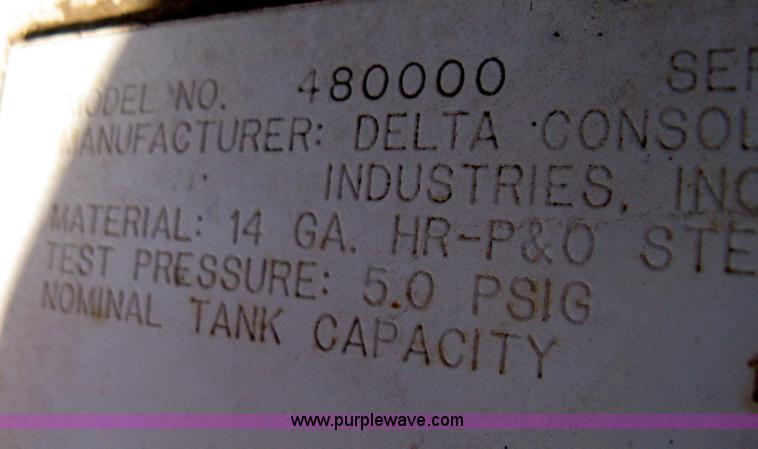 MODEL NO. 480000 SER
MANUFACTURER: DELTA CONSOL
INDUSTRIES, INC
MATERIAL: 14 GA. HR-P&O STE
TEST PRESSURE: 5.0 PSIG
NOMINAL TANK CAPACITY
www.purplewave.com